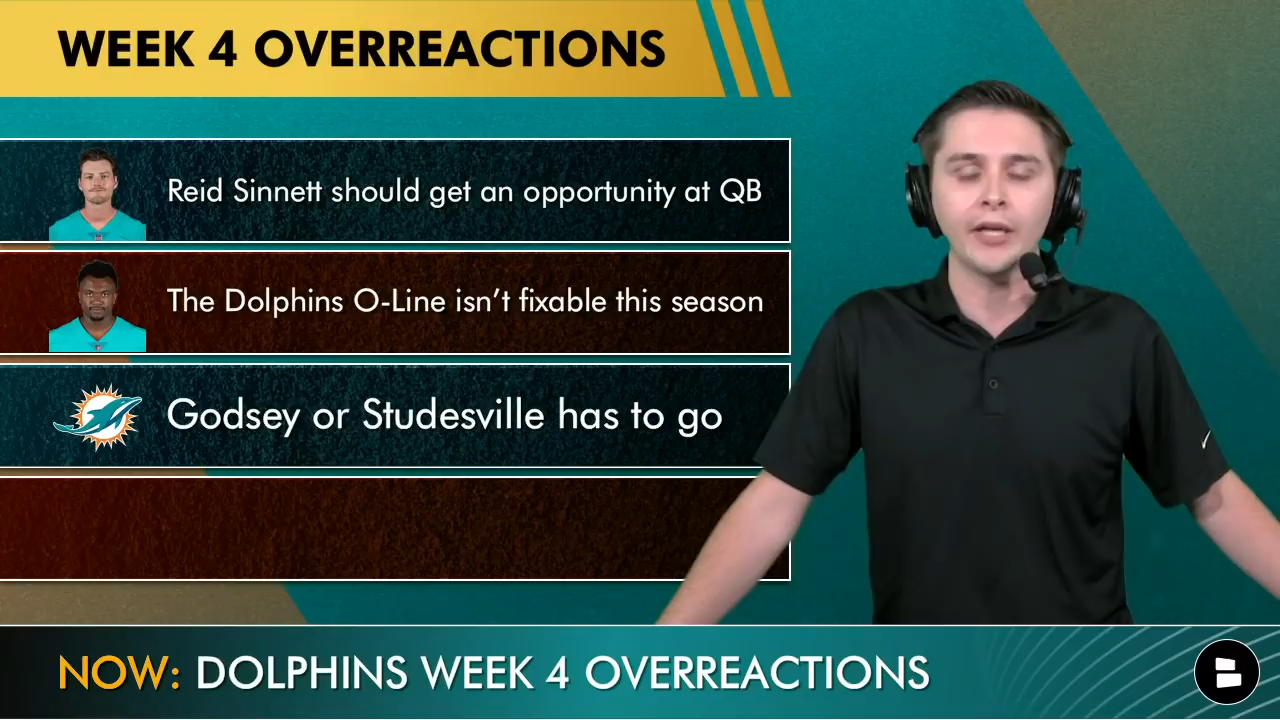 WEEK 4 OVERREACTIONS
Reid Sinnett should get an opportunity at QB
The Dolphins O-Line isn't fixable this season
Godsey or Studesville has to go
NOW: DOLPHINS WEEK 4 OVERREACTIONS